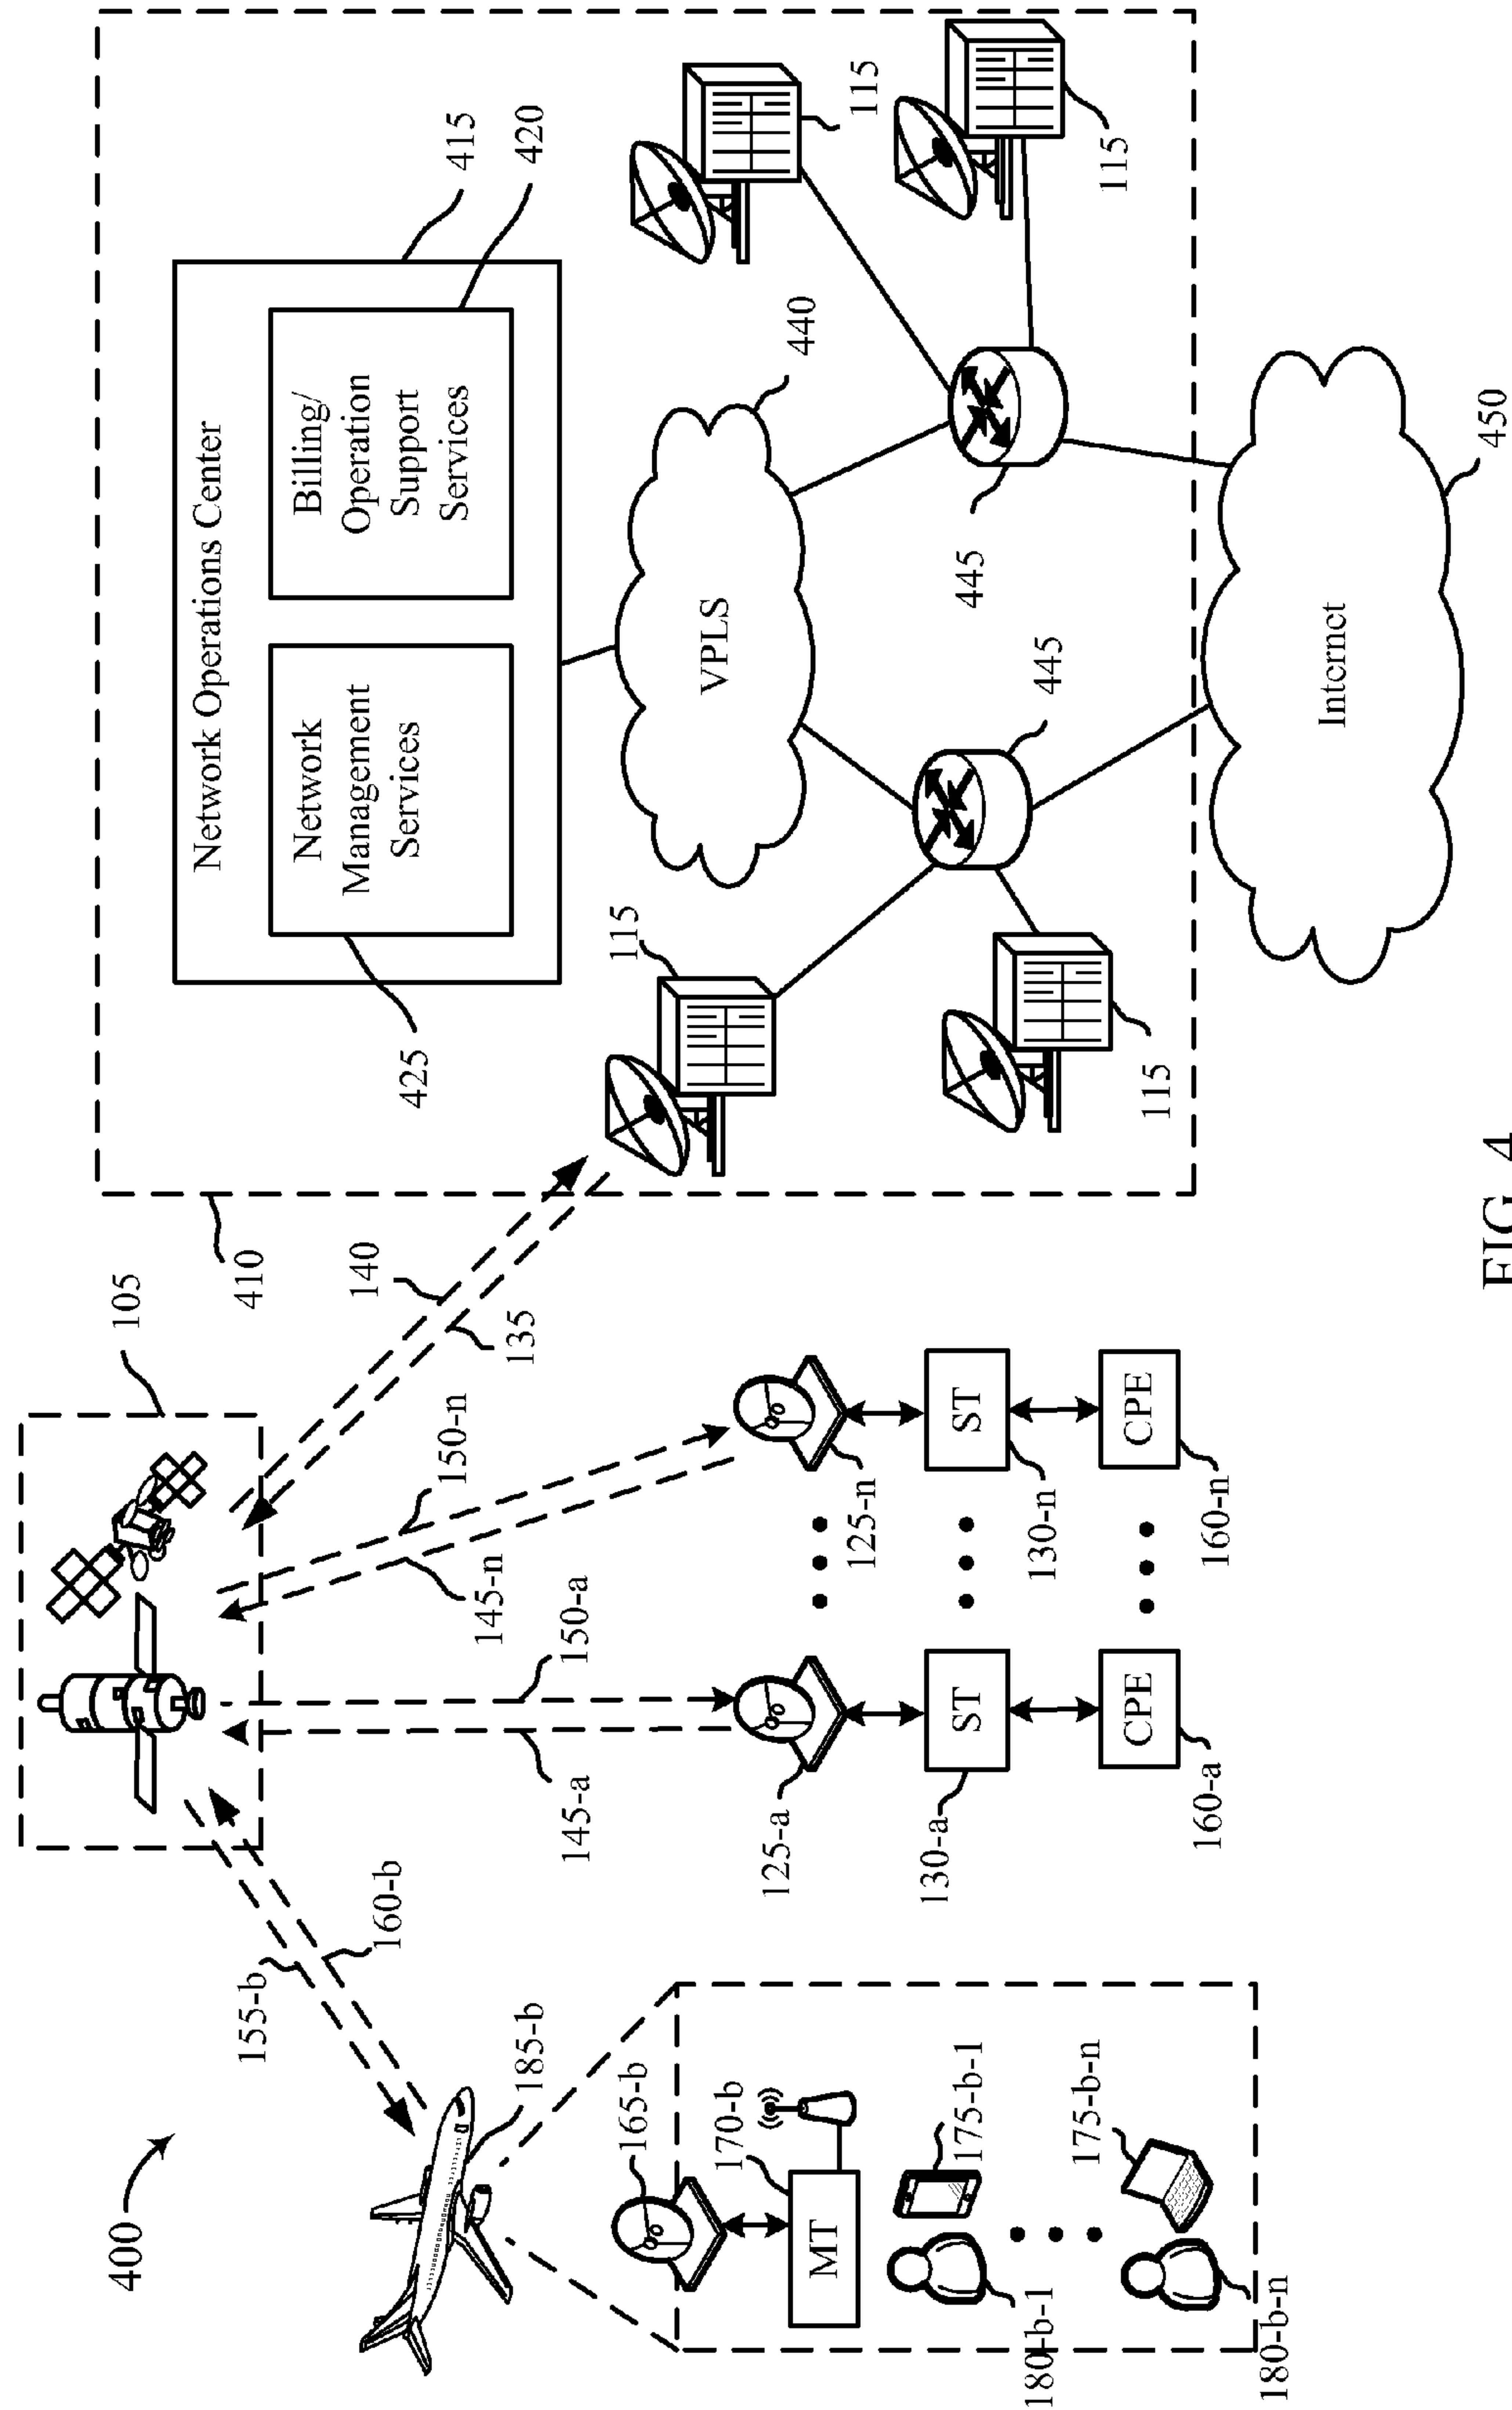 400
155-b
160-b
185-b
165-b
170-b
MT
175-b-1
180-b-1
175-b-n
180-b-n
105
145-a
150-a
145-n
150-n
125-a
125-n
ST
130-a
ST
130-n
CPE
160-a
CPE
160-n
140
135
410
Network Operations Center
415
Network
Management
Services
425
Billing/
Operation
Support
Services
420
VPLS
440
115
115
115
115
445
445
Internet
450
FIG. 4